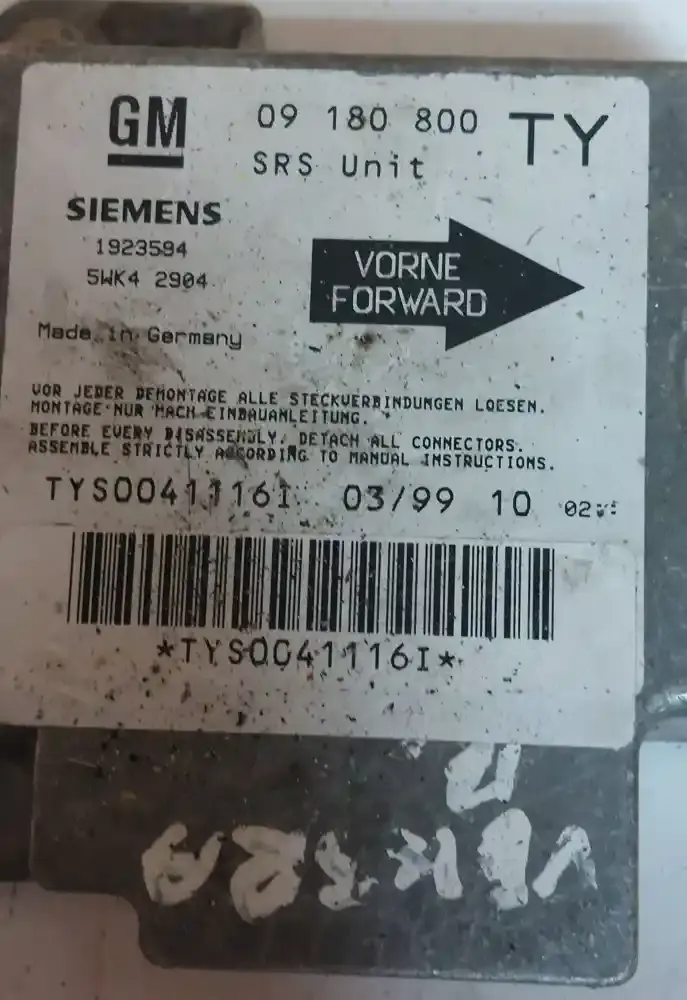 GM 09 180 800 TY
SRS Unit
SIEMENS
1923594
5WK4 2904
VORNE
FORWARD
Made in Germany
VOR JEDER DEMONTAGE ALLE STECKVERBINDUNGEN LOESEN.
MONTAGE NUR NACH EINBAUANLEITUNG.
BEFORE EVERY DISASSEMBLY, DETACH ALL CONNECTORS.
ASSEMBLE STRICTLY ACCORDING TO MANUAL INSTRUCTIONS.
TYS0041116I 03/99 10 02
*TYS0041116I*